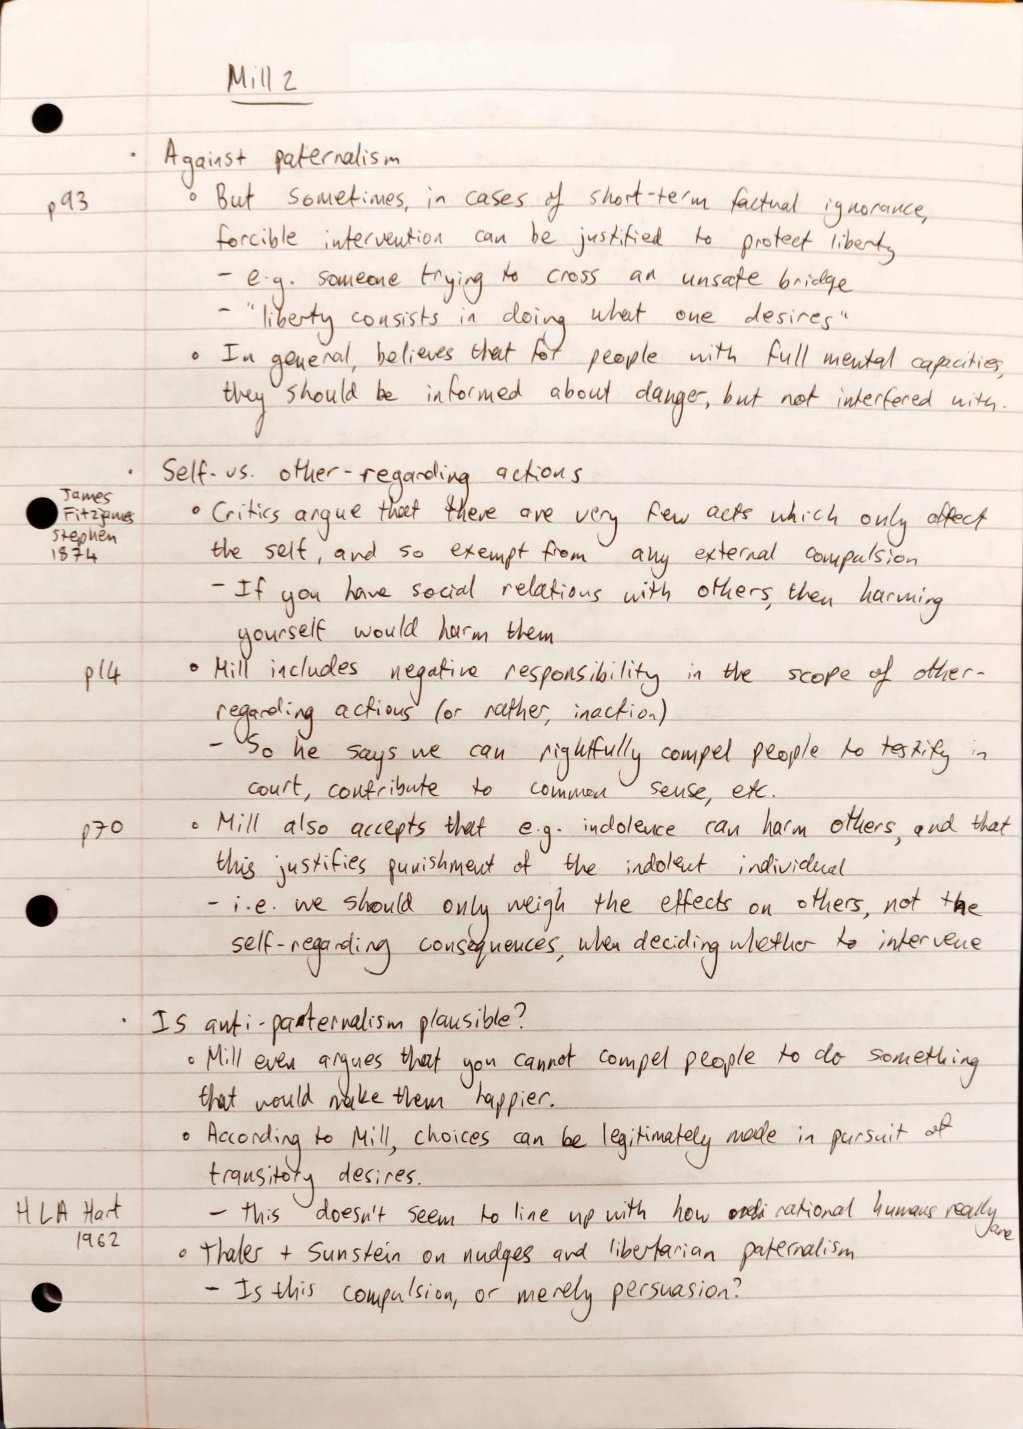 Mill 2
· Against paternalism
p93 ◦ But sometimes, in cases of short-term factual ignorance,
forcible intervention can be justified to protect liberty
- e.g. someone trying to cross an unsafe bridge
- "liberty consists in doing what one desires"
◦ In general, believes that for people with full mental capacities,
they should be informed about danger, but not interfered with.
· Self- vs. other-regarding actions
James
Fitzjames
Stephen
1874
◦ Critics argue that there are very few acts which only affect
the self, and so exempt from any external compulsion
- If you have social relations with others, then harming
yourself would harm them
p14 ◦ Mill includes negative responsibility in the scope of other-
regarding actions (or rather, inaction)
- So he says we can rightfully compel people to testify in
court, contribute to common sense, etc.
p70 ◦ Mill also accepts that e.g. indolence can harm others, and that
this justifies punishment of the indolent individual
- i.e. we should only weigh the effects on others, not the
self-regarding consequences, when deciding whether to intervene
· Is anti-paternalism plausible?
◦ Mill even argues that you cannot compel people to do something
that would make them happier.
◦ According to Mill, choices can be legitimately made in pursuit of
transitory desires.
HLA Hart
1962
- this doesn't seem to line up with how rational humans really
are
◦ Thaler + Sunstein on nudges and libertarian paternalism
- Is this compulsion, or merely persuasion?